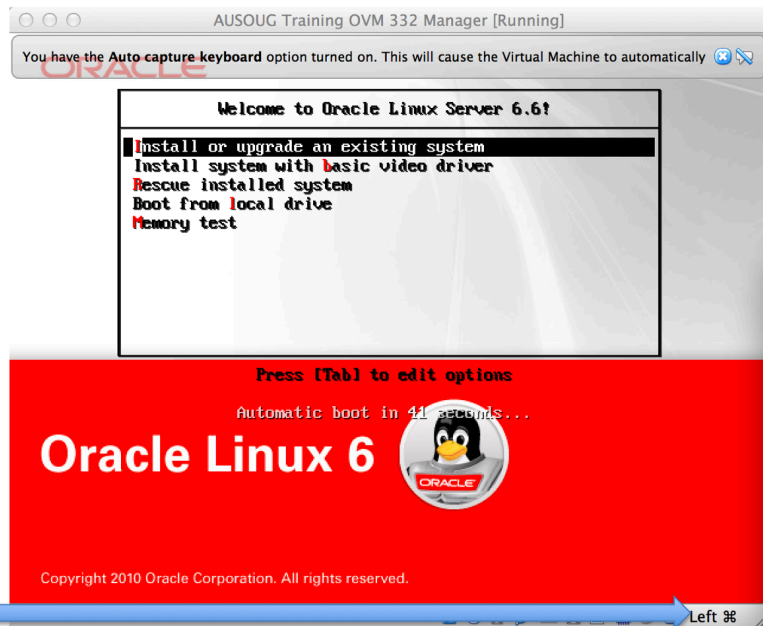 AUSOUG Training OVM 332 Manager [Running]
You have the Auto capture keyboard option turned on. This will cause the Virtual Machine to automatically
ORACLE
Welcome to Oracle Linux Server 6.6!
Install or upgrade an existing system
Install system with basic video driver
Rescue installed system
Boot from local drive
Memory test
Press [Tab] to edit options
Automatic boot in 41 seconds...
Oracle Linux 6
ORACLE
Copyright 2010 Oracle Corporation. All rights reserved.
Left ⌘